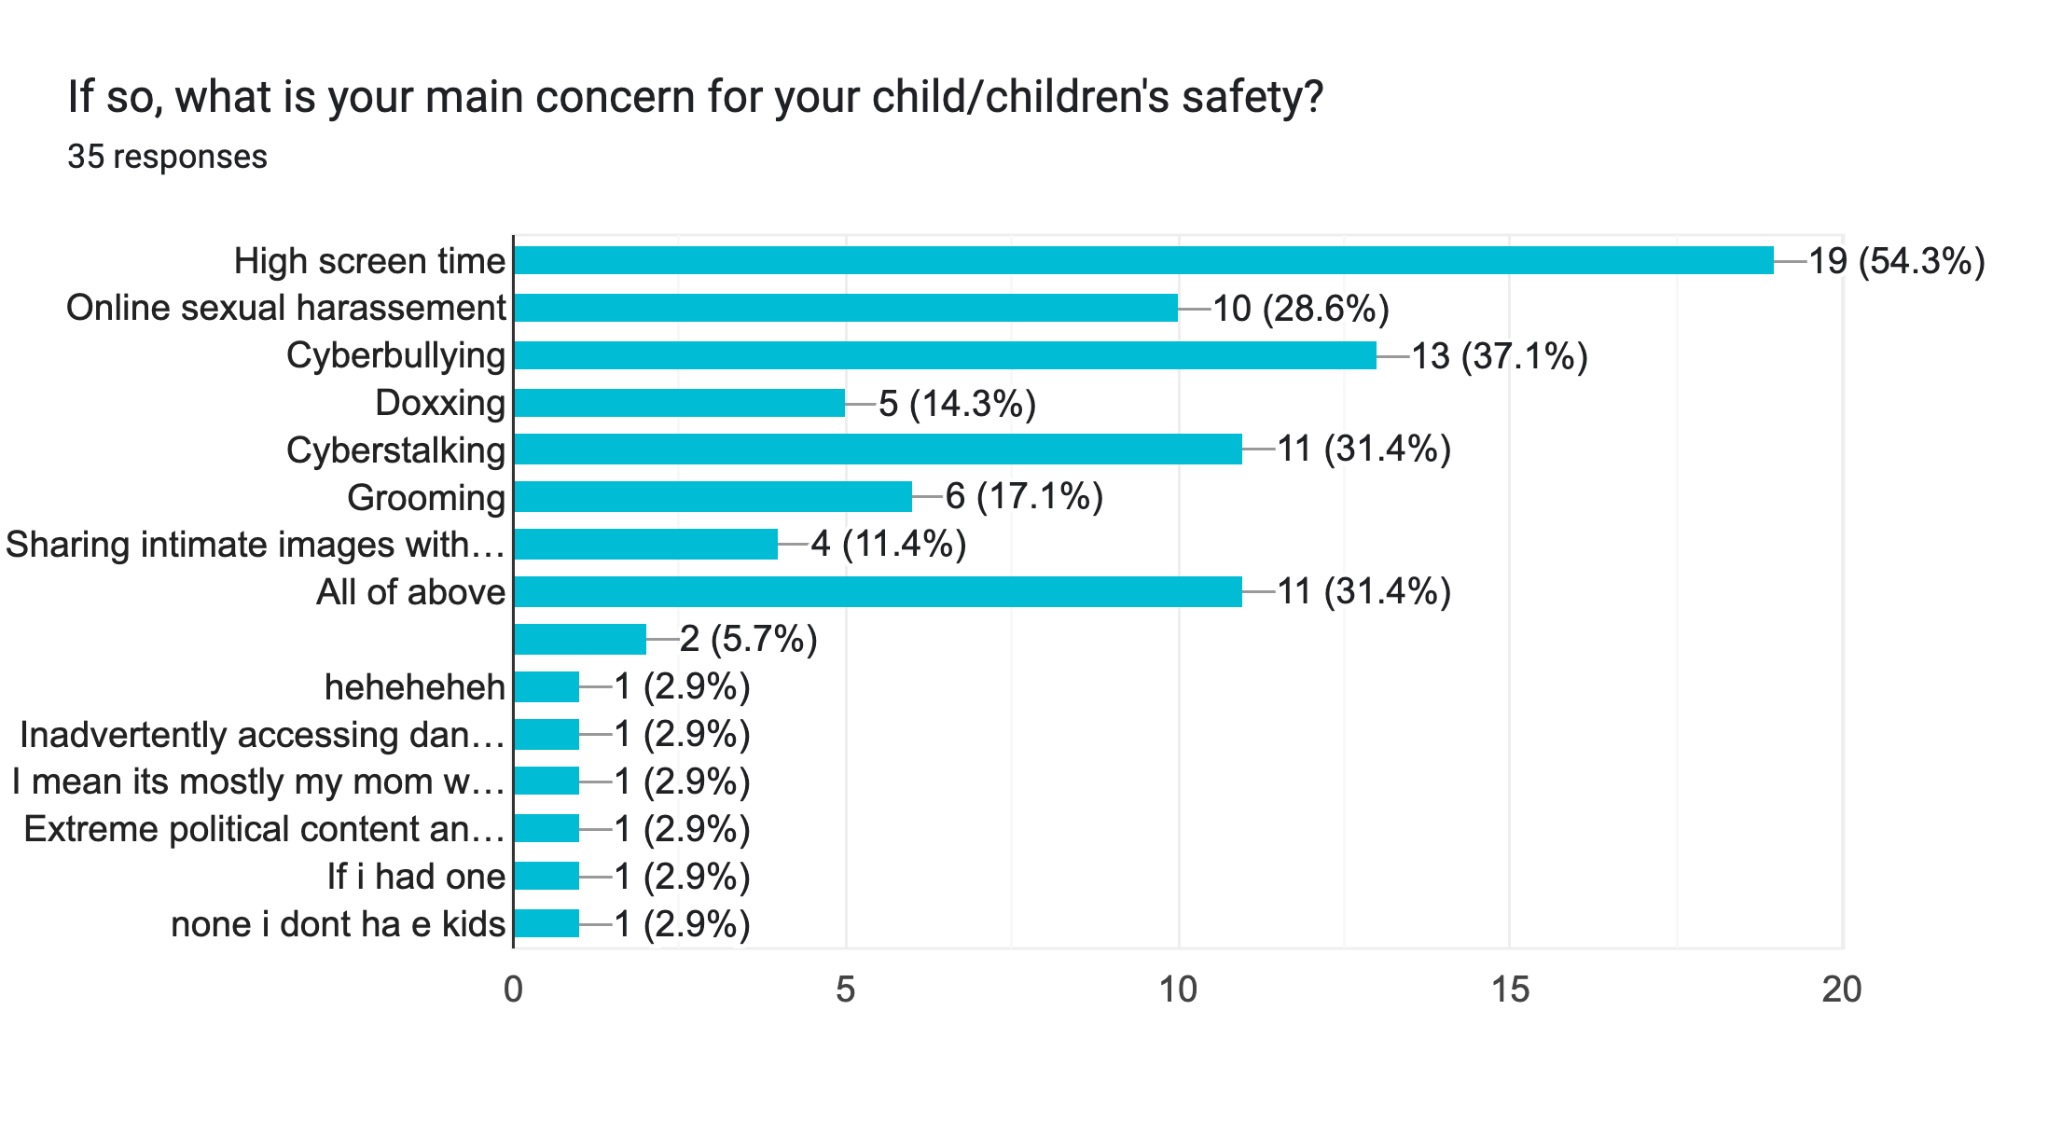 If so, what is your main concern for your child/children's safety?
35 responses
High screen time 19 (54.3%)
Online sexual harassement 10 (28.6%)
Cyberbullying 13 (37.1%)
Doxxing 5 (14.3%)
Cyberstalking 11 (31.4%)
Grooming 6 (17.1%)
Sharing intimate images with… 4 (11.4%)
All of above 11 (31.4%)
2 (5.7%)
heheheheh 1 (2.9%)
Inadvertently accessing dan… 1 (2.9%)
I mean its mostly my mom w… 1 (2.9%)
Extreme political content an… 1 (2.9%)
If i had one 1 (2.9%)
none i dont ha e kids 1 (2.9%)
0 5 10 15 20